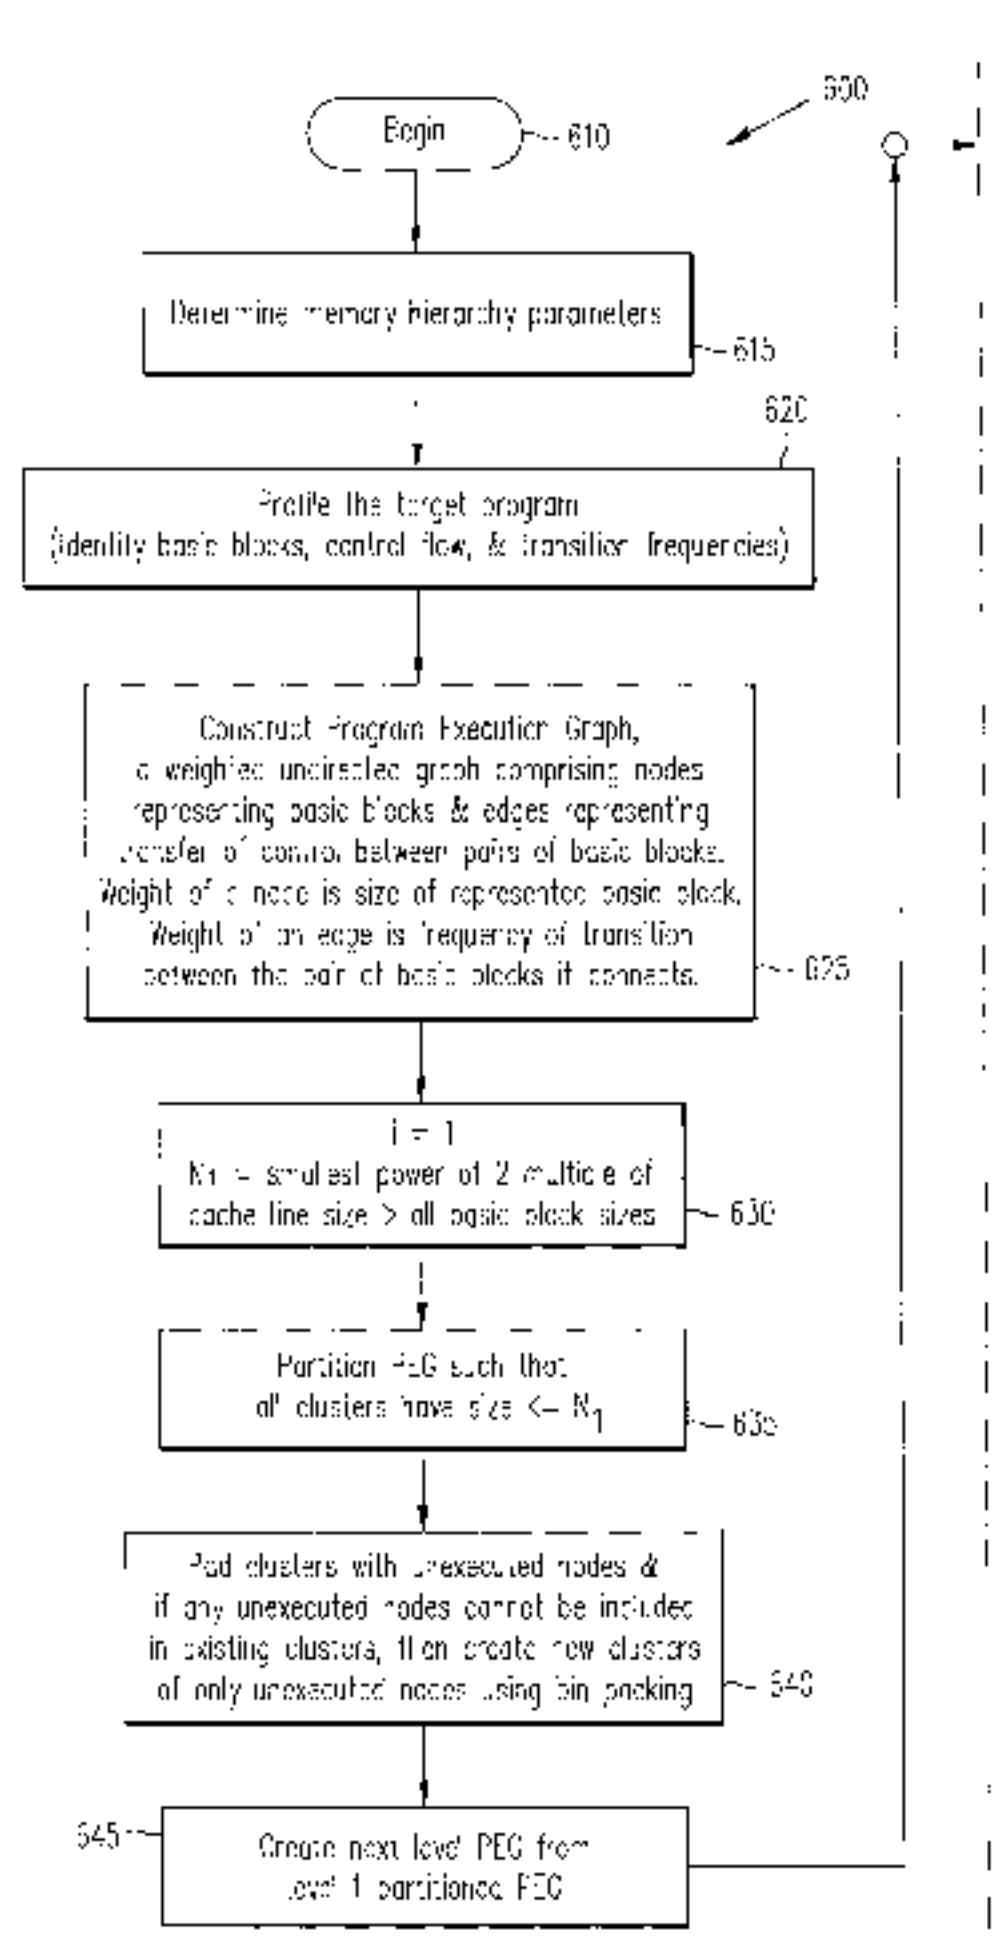 600
Begin
610
Determine memory hierarchy parameters
615
620
Profile the target program
(identify basic blocks, control flow, & transition frequencies)
Construct Program Execution Graph,
a weighted undirected graph comprising nodes
representing basic blocks & edges representing
transfer of control between pairs of basic blocks.
Weight of a node is size of represented basic block.
Weight of an edge is frequency of transition
between the pair of basic blocks it connects.
625
i = 1
N1 = smallest power of 2 multiple of
cache line size > all basic block sizes
630
Partition PEG such that
all clusters have size <= N1
635
Pad clusters with unexecuted nodes &
if any unexecuted nodes cannot be included
in existing clusters, then create new clusters
of only unexecuted nodes using bin packing
640
645
Create next level PEG from
level 1 partitioned PEG